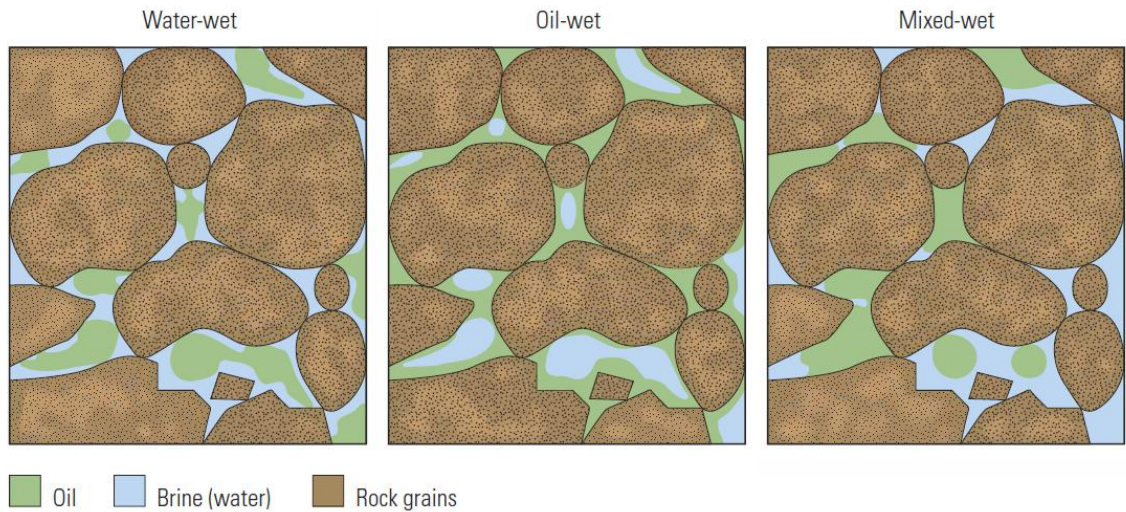 Water-wet
Oil-wet
Mixed-wet
Oil
Brine (water)
Rock grains